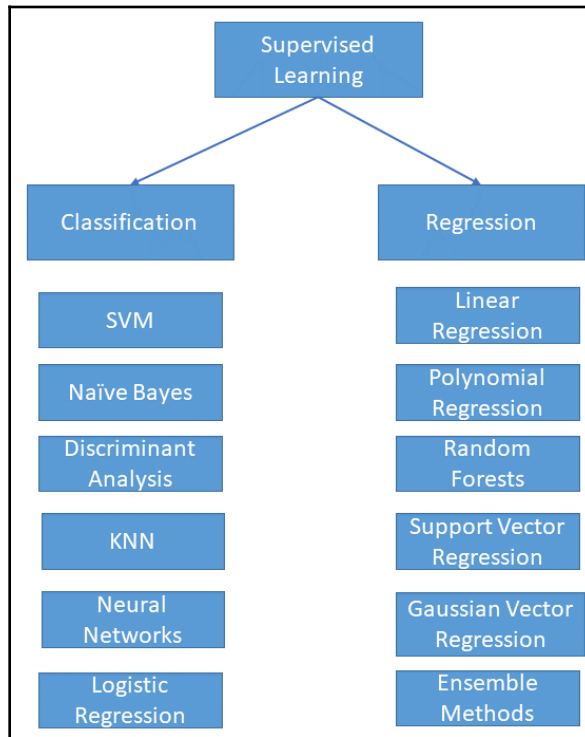 Supervised
Learning
Classification
Regression
SVM
Linear
Regression
Naïve Bayes
Polynomial
Regression
Discriminant
Analysis
Random
Forests
KNN
Support Vector
Regression
Neural
Networks
Gaussian Vector
Regression
Logistic
Regression
Ensemble
Methods